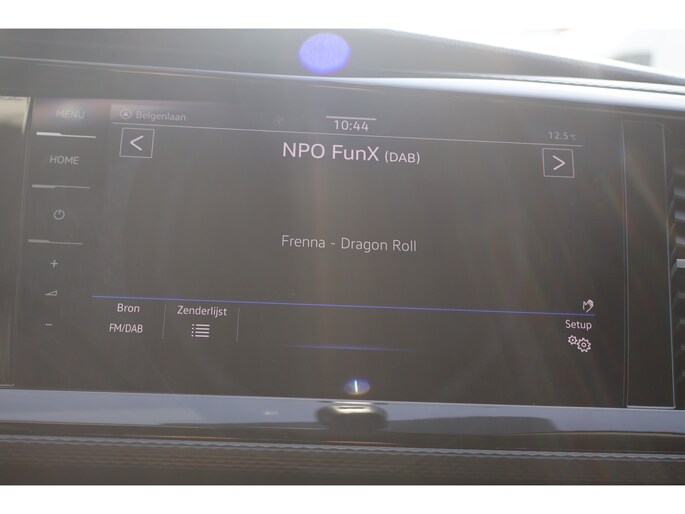 MENU
Belgenlaan
10:44
12.5°C
HOME
NPO FunX (DAB)
Frenna - Dragon Roll
Bron
FM/DAB
Zenderlijst
Setup